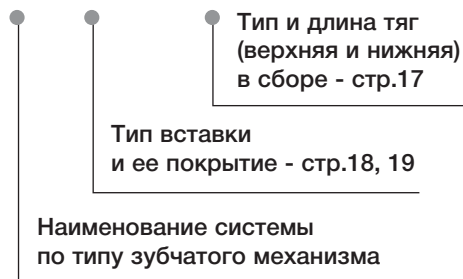 Тип и длина тяг
(верхняя и нижняя)
в сборе - стр.17
Тип вставки
и ее покрытие - стр.18, 19
Наименование системы
по типу зубчатого механизма